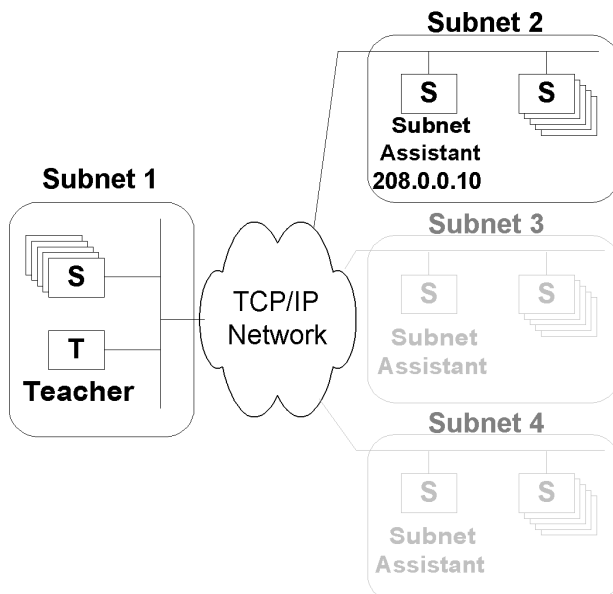 Subnet 1
S
T
Teacher
TCP/IP
Network
Subnet 2
S
S
Subnet
Assistant
208.0.0.10
Subnet 3
S
S
Subnet
Assistant
Subnet 4
S
S
Subnet
Assistant